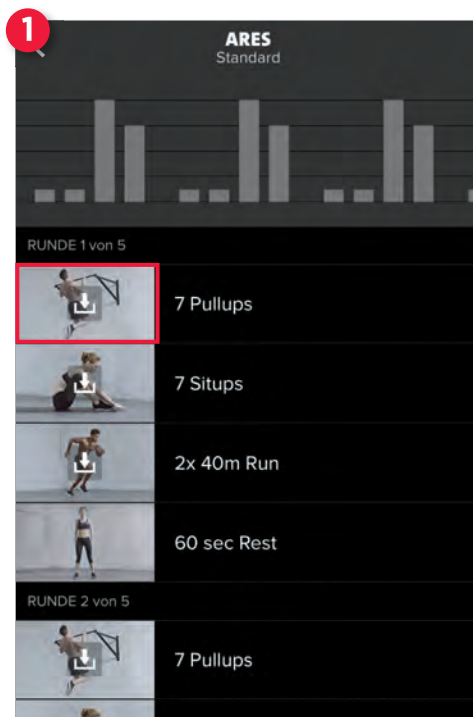 1
ARES
Standard
RUNDE 1 von 5
7 Pullups
7 Situps
2x 40m Run
60 sec Rest
RUNDE 2 von 5
7 Pullups